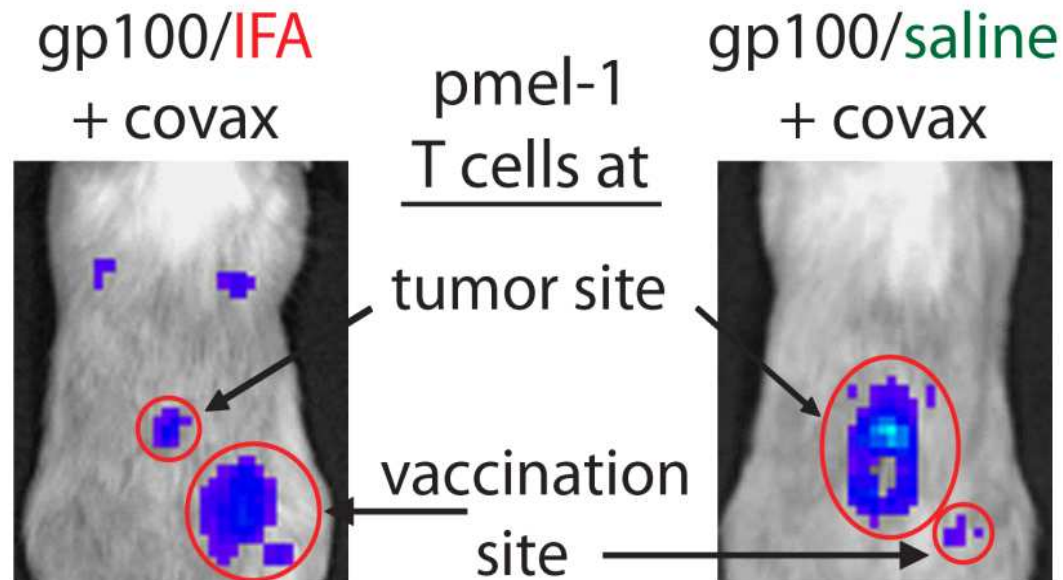 gp100/IFA
+ covax
pmel-1
T cells at
gp100/saline
+ covax
tumor site
vaccination
site